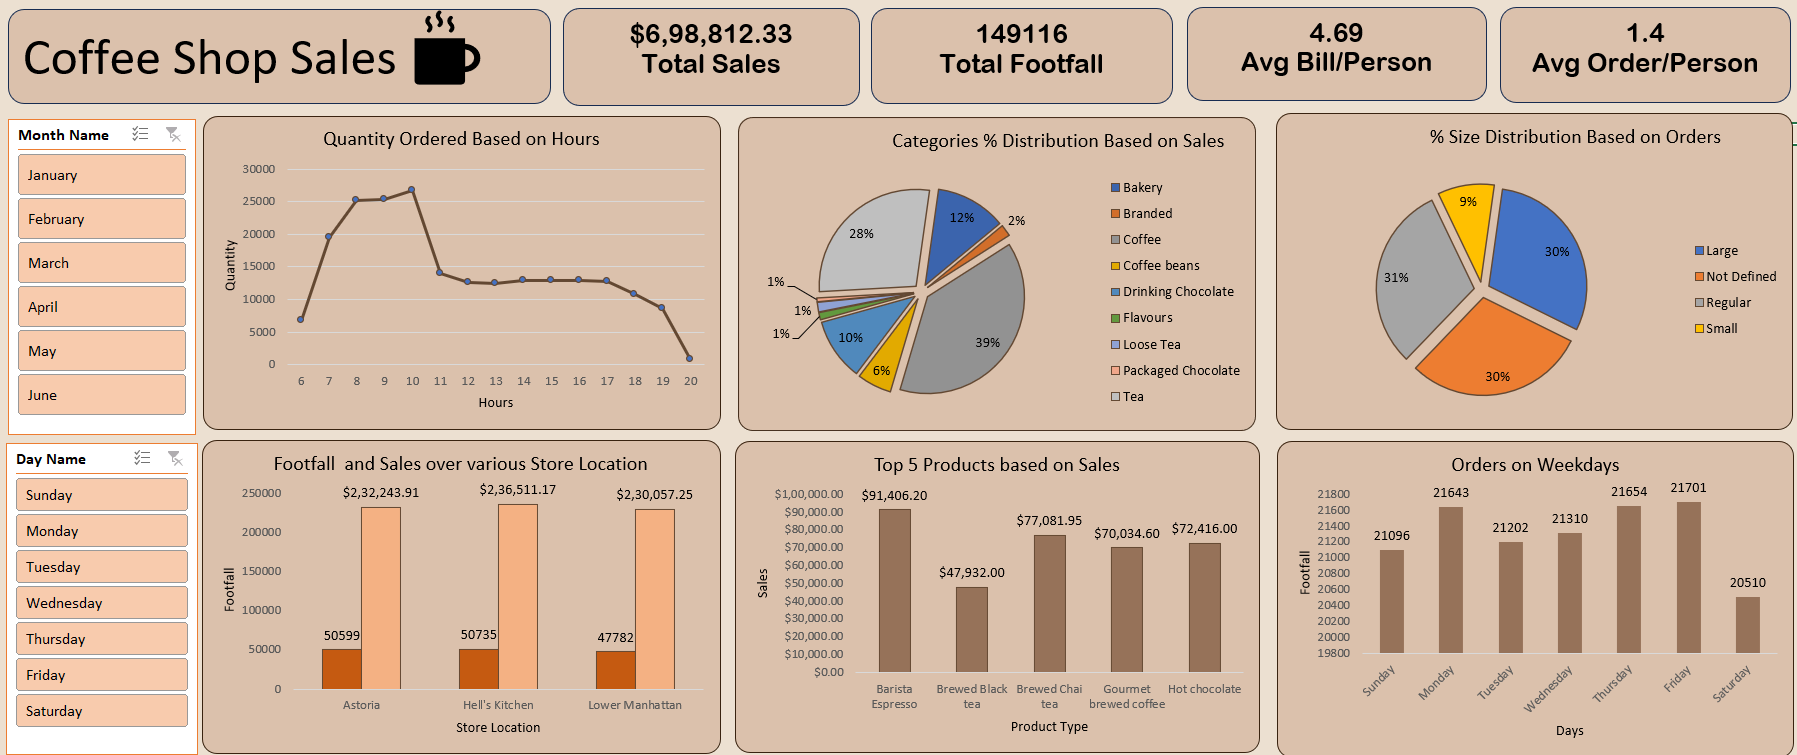 Coffee Shop Sales
$6,98,812.33
Total Sales
149116
Total Footfall
4.69
Avg Bill/Person
1.4
Avg Order/Person
Month Name
January
February
March
April
May
June
Day Name
Sunday
Monday
Tuesday
Wednesday
Thursday
Friday
Saturday
Quantity Ordered Based on Hours
Quantity
30000
25000
20000
15000
10000
5000
0
6 7 8 9 10 11 12 13 14 15 16 17 18 19 20
Hours
Categories % Distribution Based on Sales
12%
2%
39%
6%
10%
1%
1%
1%
28%
Bakery
Branded
Coffee
Coffee beans
Drinking Chocolate
Flavours
Loose Tea
Packaged Chocolate
Tea
% Size Distribution Based on Orders
30%
30%
31%
9%
Large
Not Defined
Regular
Small
Footfall and Sales over various Store Location
Footfall
250000
200000
150000
100000
50000
0
$2,32,243.91
$2,36,511.17
$2,30,057.25
50599
50735
47782
Astoria
Hell's Kitchen
Lower Manhattan
Store Location
Top 5 Products based on Sales
Sales
$1,00,000.00
$90,000.00
$80,000.00
$70,000.00
$60,000.00
$50,000.00
$40,000.00
$30,000.00
$20,000.00
$10,000.00
$0.00
$91,406.20
$47,932.00
$77,081.95
$70,034.60
$72,416.00
Barista
Espresso
Brewed Black
tea
Brewed Chai
tea
Gourmet
brewed coffee
Hot chocolate
Product Type
Orders on Weekdays
Footfall
21800
21600
21400
21200
21000
20800
20600
20400
20200
20000
19800
21096
21643
21202
21310
21654
21701
20510
Sunday
Monday
Tuesday
Wednesday
Thursday
Friday
Saturday
Days